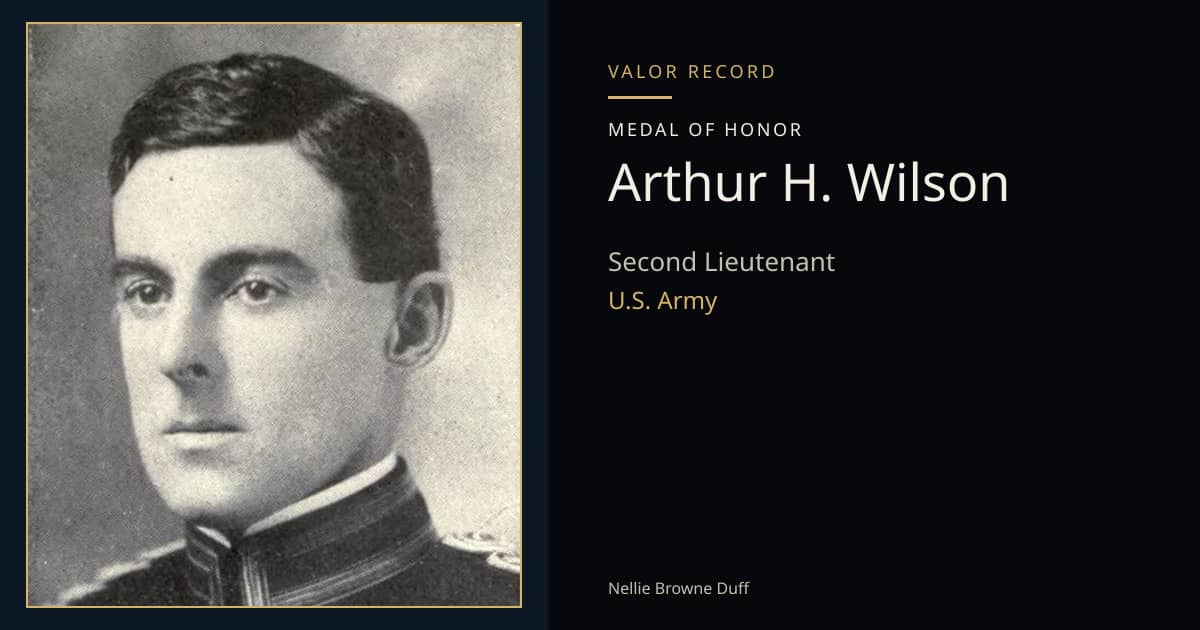 VALOR RECORD
MEDAL OF HONOR
Arthur H. Wilson
Second Lieutenant
U.S. Army
Nellie Browne Duff